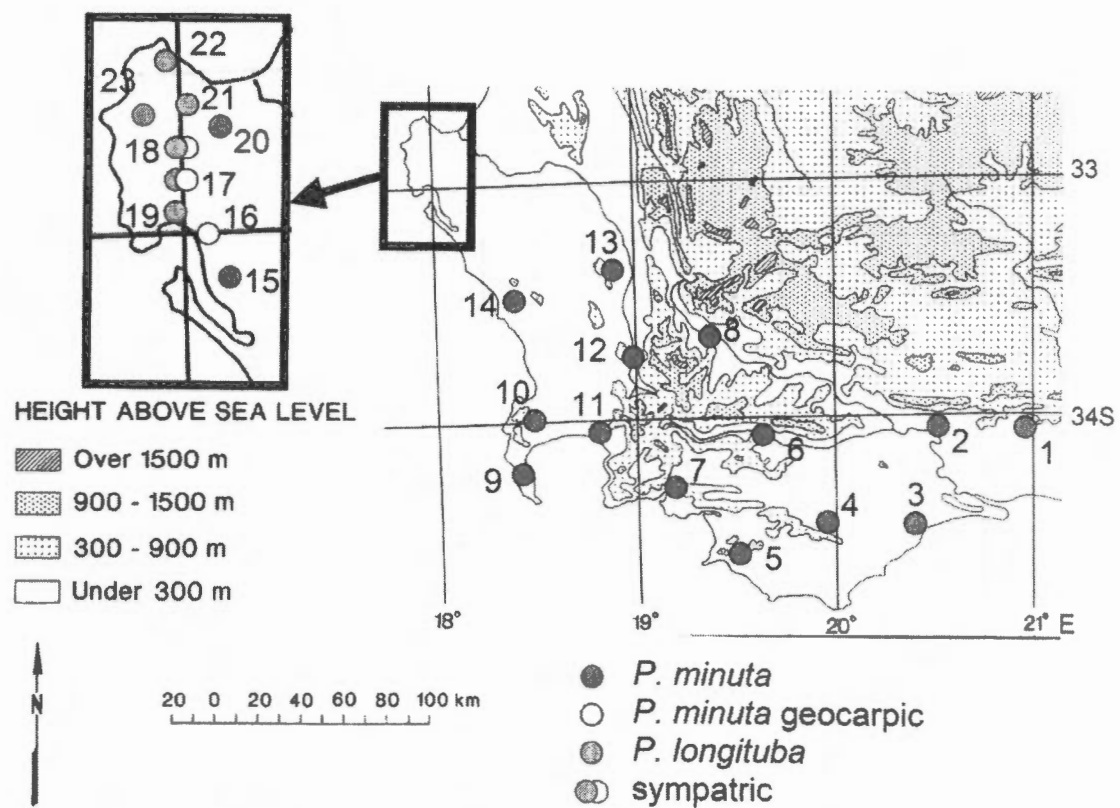 22
23
21
20
18
17
19
16
15
33
13
14
8
12
10
11
34S
9
7
6
2
1
4
3
5
18°
19°
20°
21° E
HEIGHT ABOVE SEA LEVEL
Over 1500 m
900 - 1500 m
300 - 900 m
Under 300 m
N
20 0 20 40 60 80 100 km
P. minuta
P. minuta geocarpic
P. longituba
sympatric